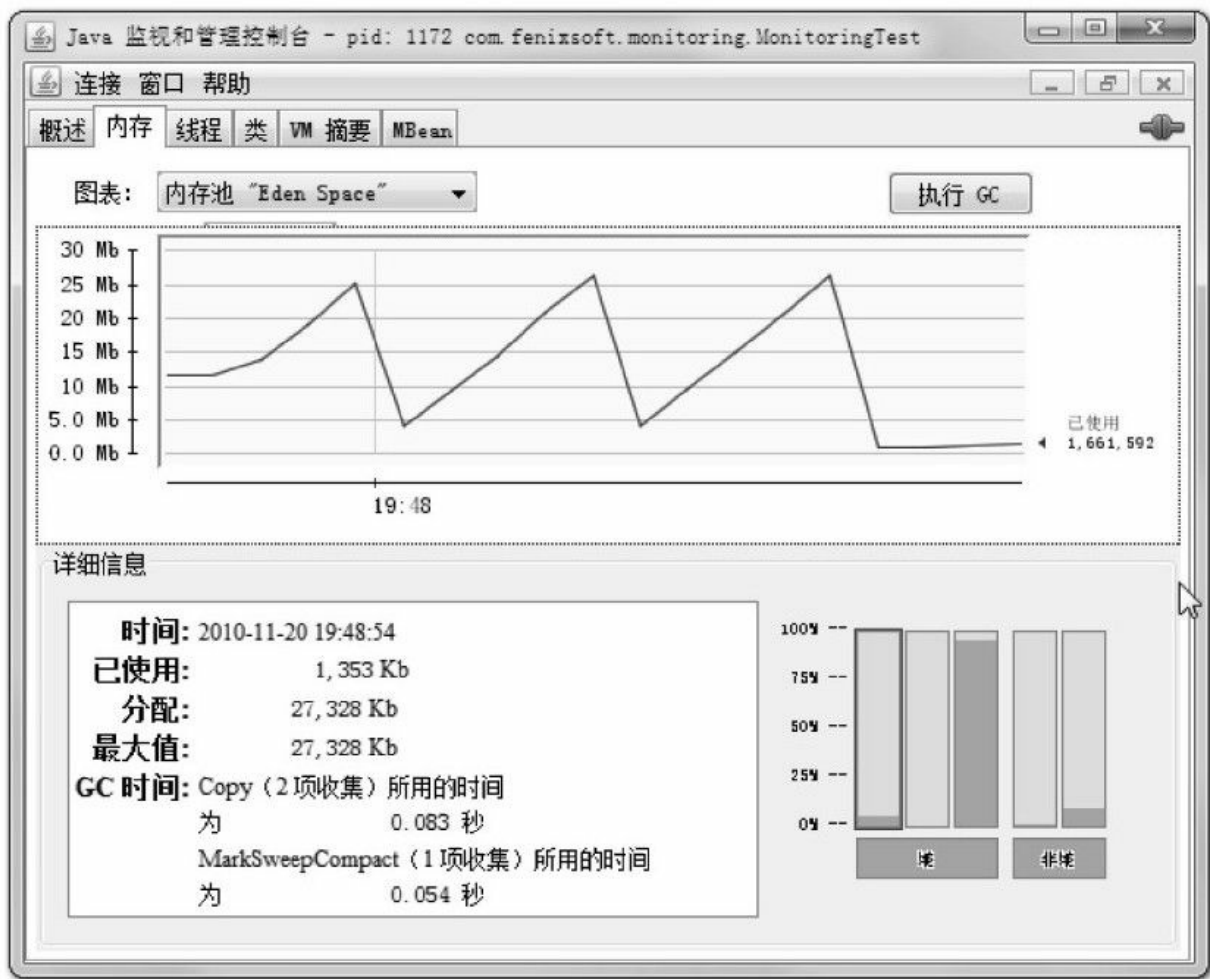 Java 监视和管理控制台 - pid: 1172 com.fenixsoft.monitoring.MonitoringTest
连接 窗口 帮助
概述 内存 线程 类 VM 摘要 MBean
图表: 内存池 "Eden Space" 执行 GC
30 Mb
25 Mb
20 Mb
15 Mb
10 Mb
5.0 Mb
0.0 Mb
已使用
1,661,592
19:48
详细信息
时间: 2010-11-20 19:48:54
已使用: 1,353 Kb
分配: 27,328 Kb
最大值: 27,328 Kb
GC 时间: Copy（2 项收集）所用的时间
为 0.083 秒
MarkSweepCompact（1 项收集）所用的时间
为 0.054 秒
100% --
75% --
50% --
25% --
0% --
堆 非堆